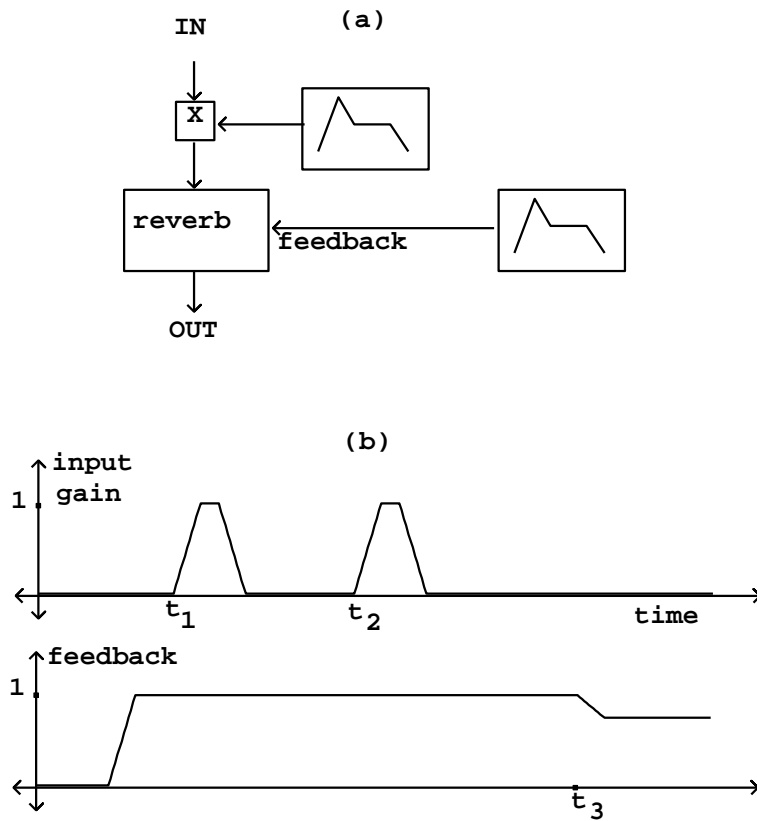 (a)
IN
X
reverb
feedback
OUT
(b)
input
gain
1
t1
t2
time
feedback
1
t3